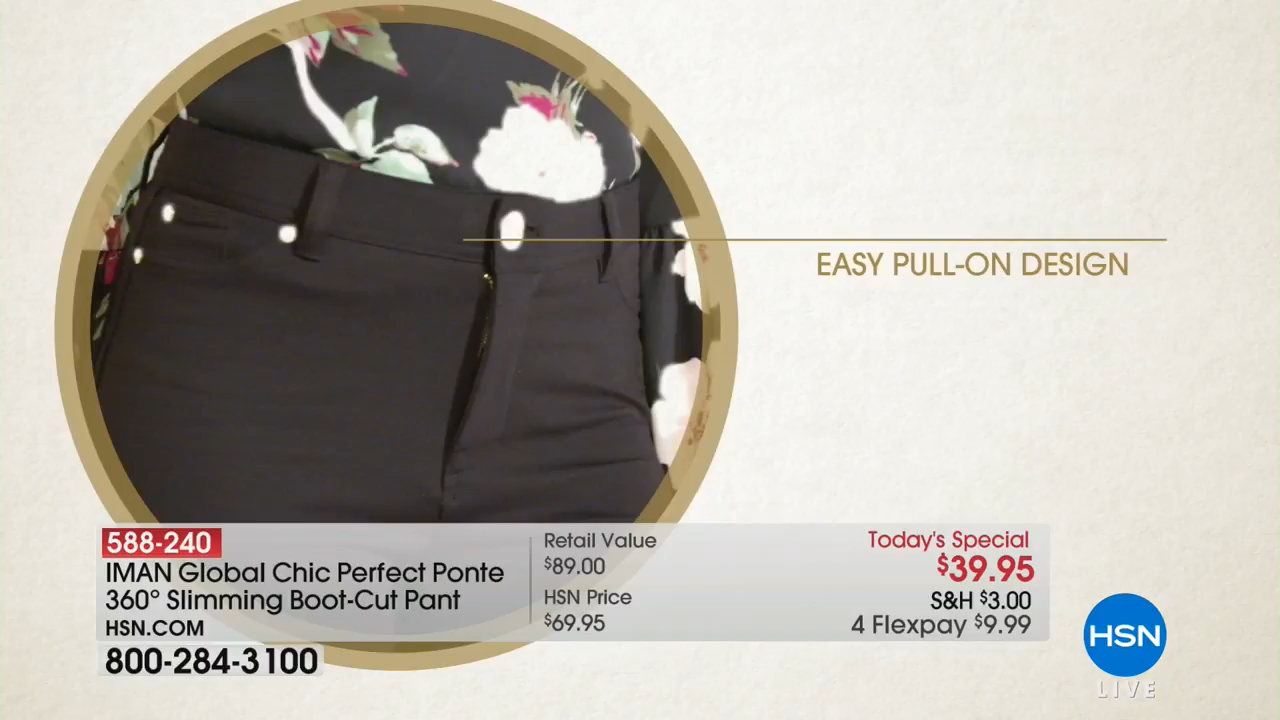 EASY PULL-ON DESIGN
588-240
IMAN Global Chic Perfect Ponte
360° Slimming Boot-Cut Pant
HSN.COM
800-284-3100
Retail Value
$89.00
HSN Price
$69.95
Today's Special
$39.95
S&H $3.00
4 Flexpay $9.99
HSN
LIVE